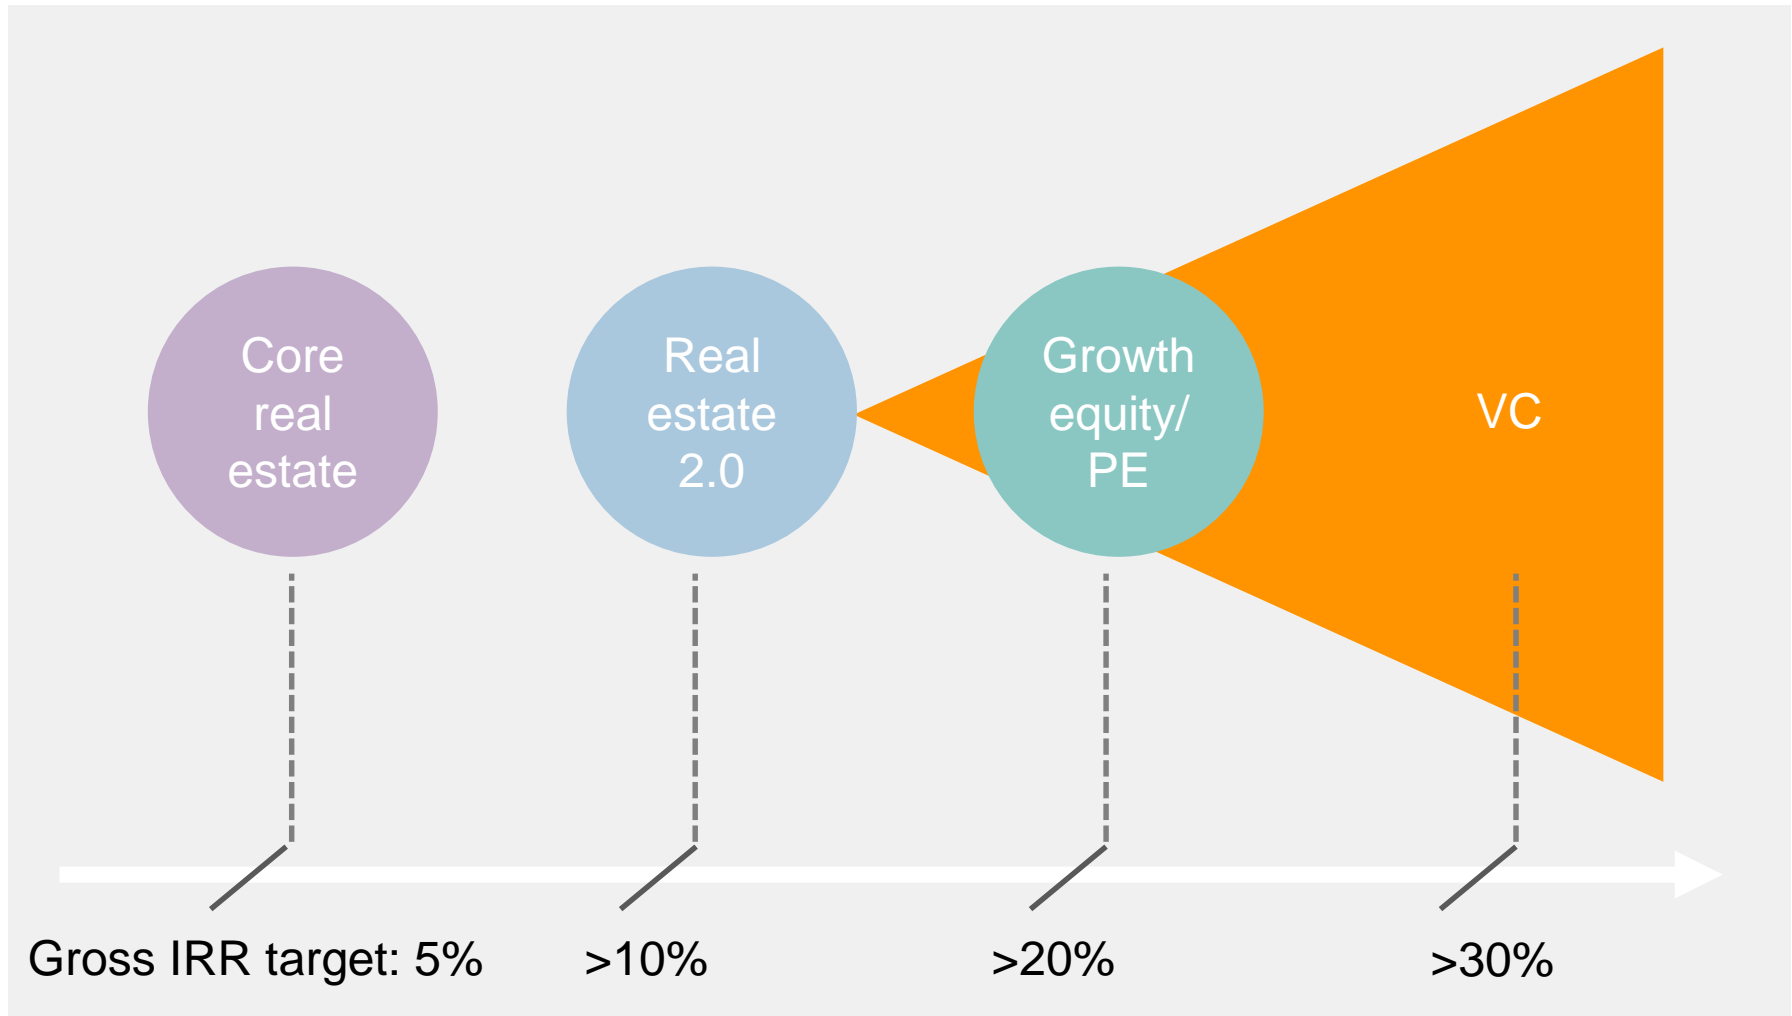 Core
real
estate
Real
estate
2.0
Growth
equity/
PE
VC
Gross IRR target: 5%
>10%
>20%
>30%